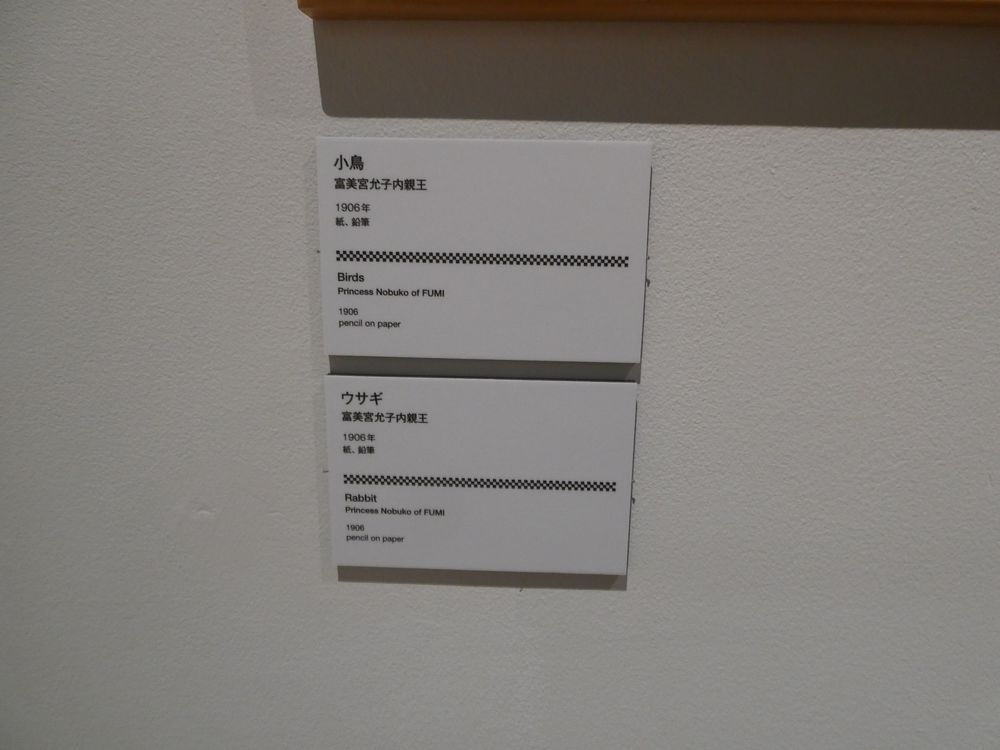 小鳥
富美宮允子内親王
1906年
紙、鉛筆
Birds
Princess Nobuko of FUMI
1906
pencil on paper
ウサギ
富美宮允子内親王
1906年
紙、鉛筆
Rabbit
Princess Nobuko of FUMI
1906
pencil on paper